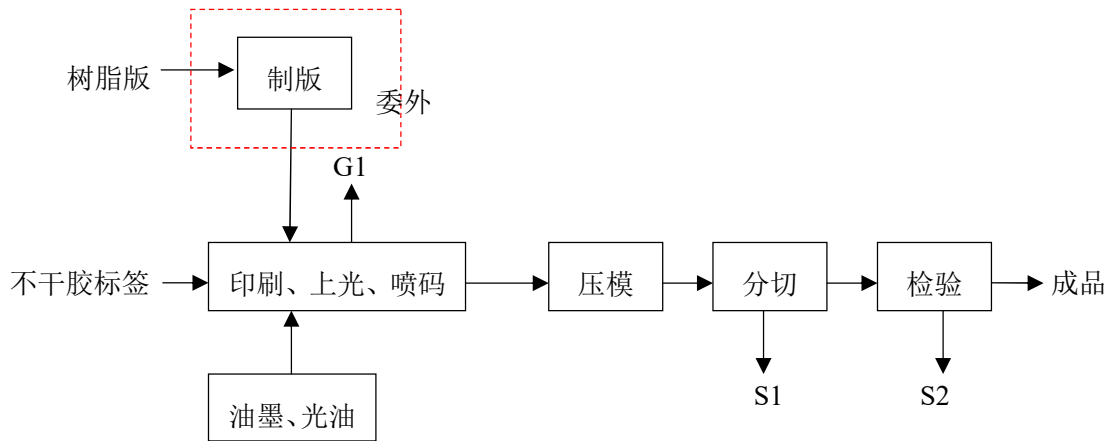 制版
树脂版
委外
G1
不干胶标签
印刷、上光、喷码
压模
分切
检验
成品
油墨、光油
S1
S2